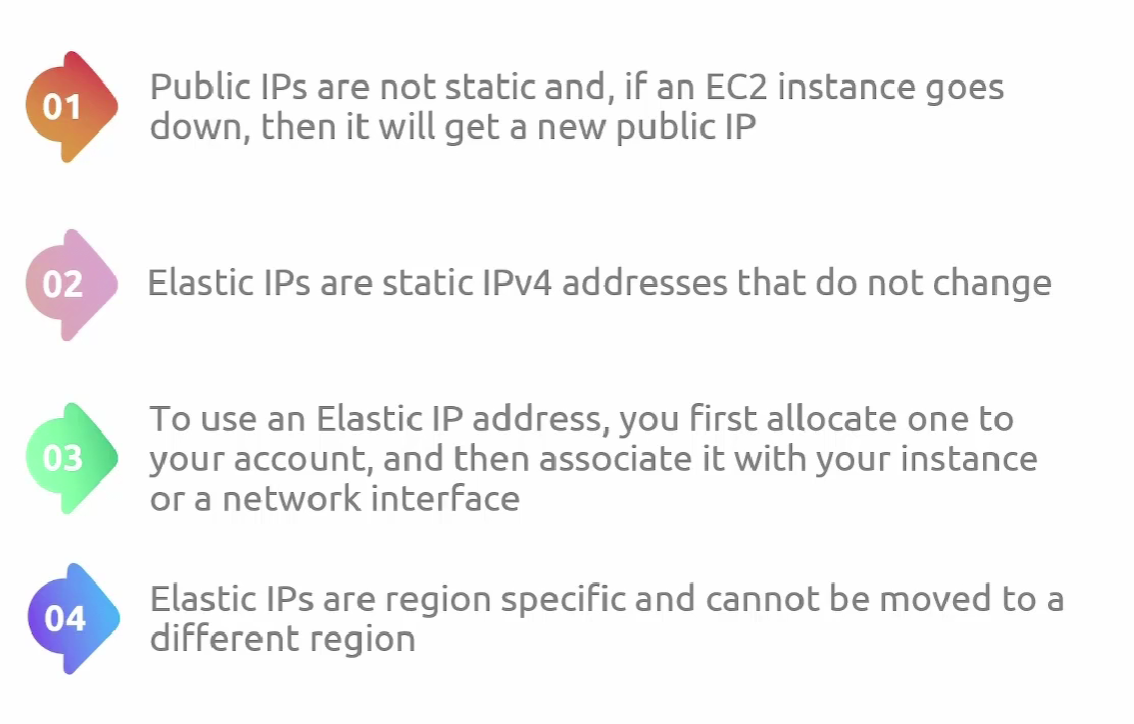 01
Public IPs are not static and, if an EC2 instance goes
down, then it will get a new public IP
02
Elastic IPs are static IPv4 addresses that do not change
03
To use an Elastic IP address, you first allocate one to
your account, and then associate it with your instance
or a network interface
04
Elastic IPs are region specific and cannot be moved to a
different region